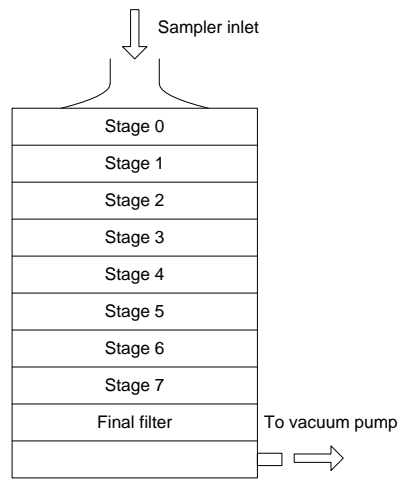 Sampler inlet
Stage 0
Stage 1
Stage 2
Stage 3
Stage 4
Stage 5
Stage 6
Stage 7
Final filter
To vacuum pump